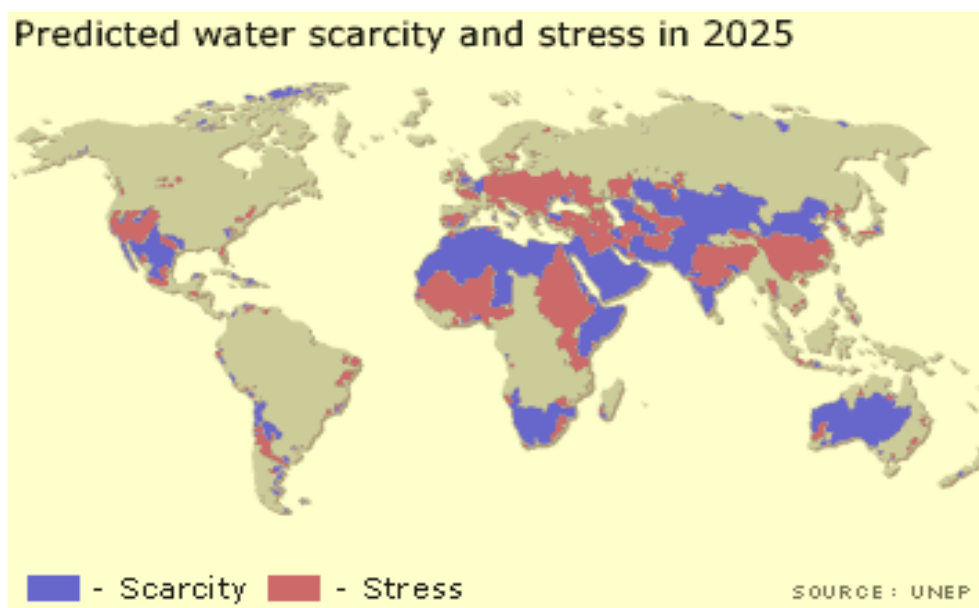 Predicted water scarcity and stress in 2025
- Scarcity - Stress
SOURCE: UNEP